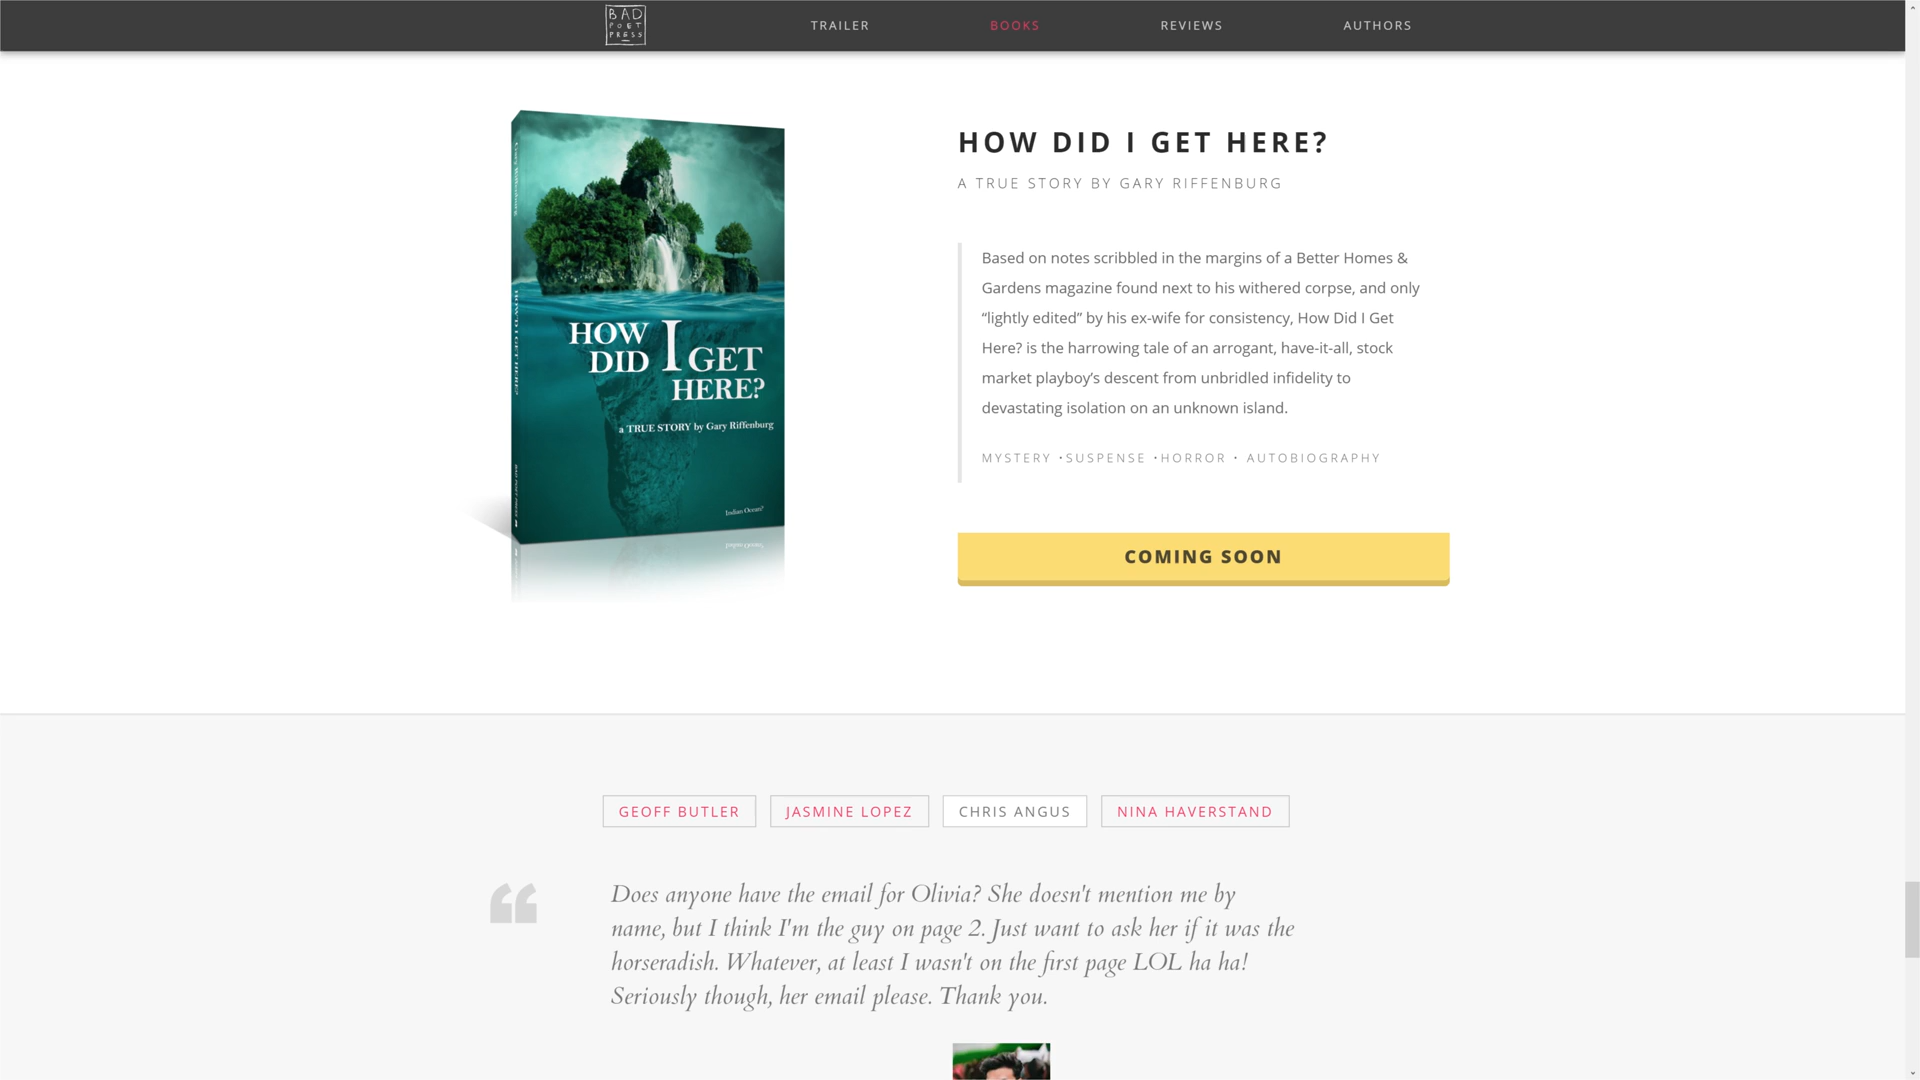 BAD
POET
PRESS
TRAILER
BOOKS
REVIEWS
AUTHORS
HOW DID I GET HERE?
a TRUE STORY by Gary Riffenburg
Indian Ocean?
HOW DID I GET HERE?
A TRUE STORY BY GARY RIFFENBURG
Based on notes scribbled in the margins of a Better Homes &
Gardens magazine found next to his withered corpse, and only
“lightly edited” by his ex-wife for consistency, How Did I Get
Here? is the harrowing tale of an arrogant, have-it-all, stock
market playboy’s descent from unbridled infidelity to
devastating isolation on an unknown island.
MYSTERY •SUSPENSE •HORROR • AUTOBIOGRAPHY
COMING SOON
GEOFF BUTLER
JASMINE LOPEZ
CHRIS ANGUS
NINA HAVERSTAND
Does anyone have the email for Olivia? She doesn't mention me by
name, but I think I'm the guy on page 2. Just want to ask her if it was the
horseradish. Whatever, at least I wasn't on the first page LOL ha ha!
Seriously though, her email please. Thank you.